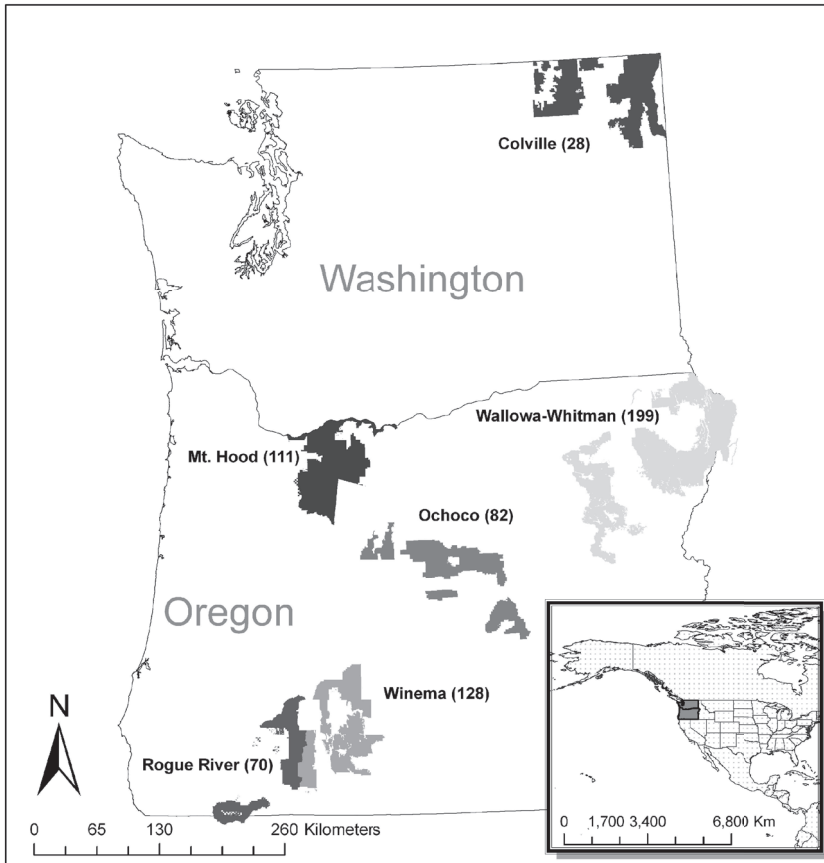 Colville (28)
Washington
Wallowa-Whitman (199)
Mt. Hood (111)
Ochoco (82)
Oregon
Winema (128)
N
Rogue River (70)
0 65 130 260 Kilometers
0 1,700 3,400 6,800 Km